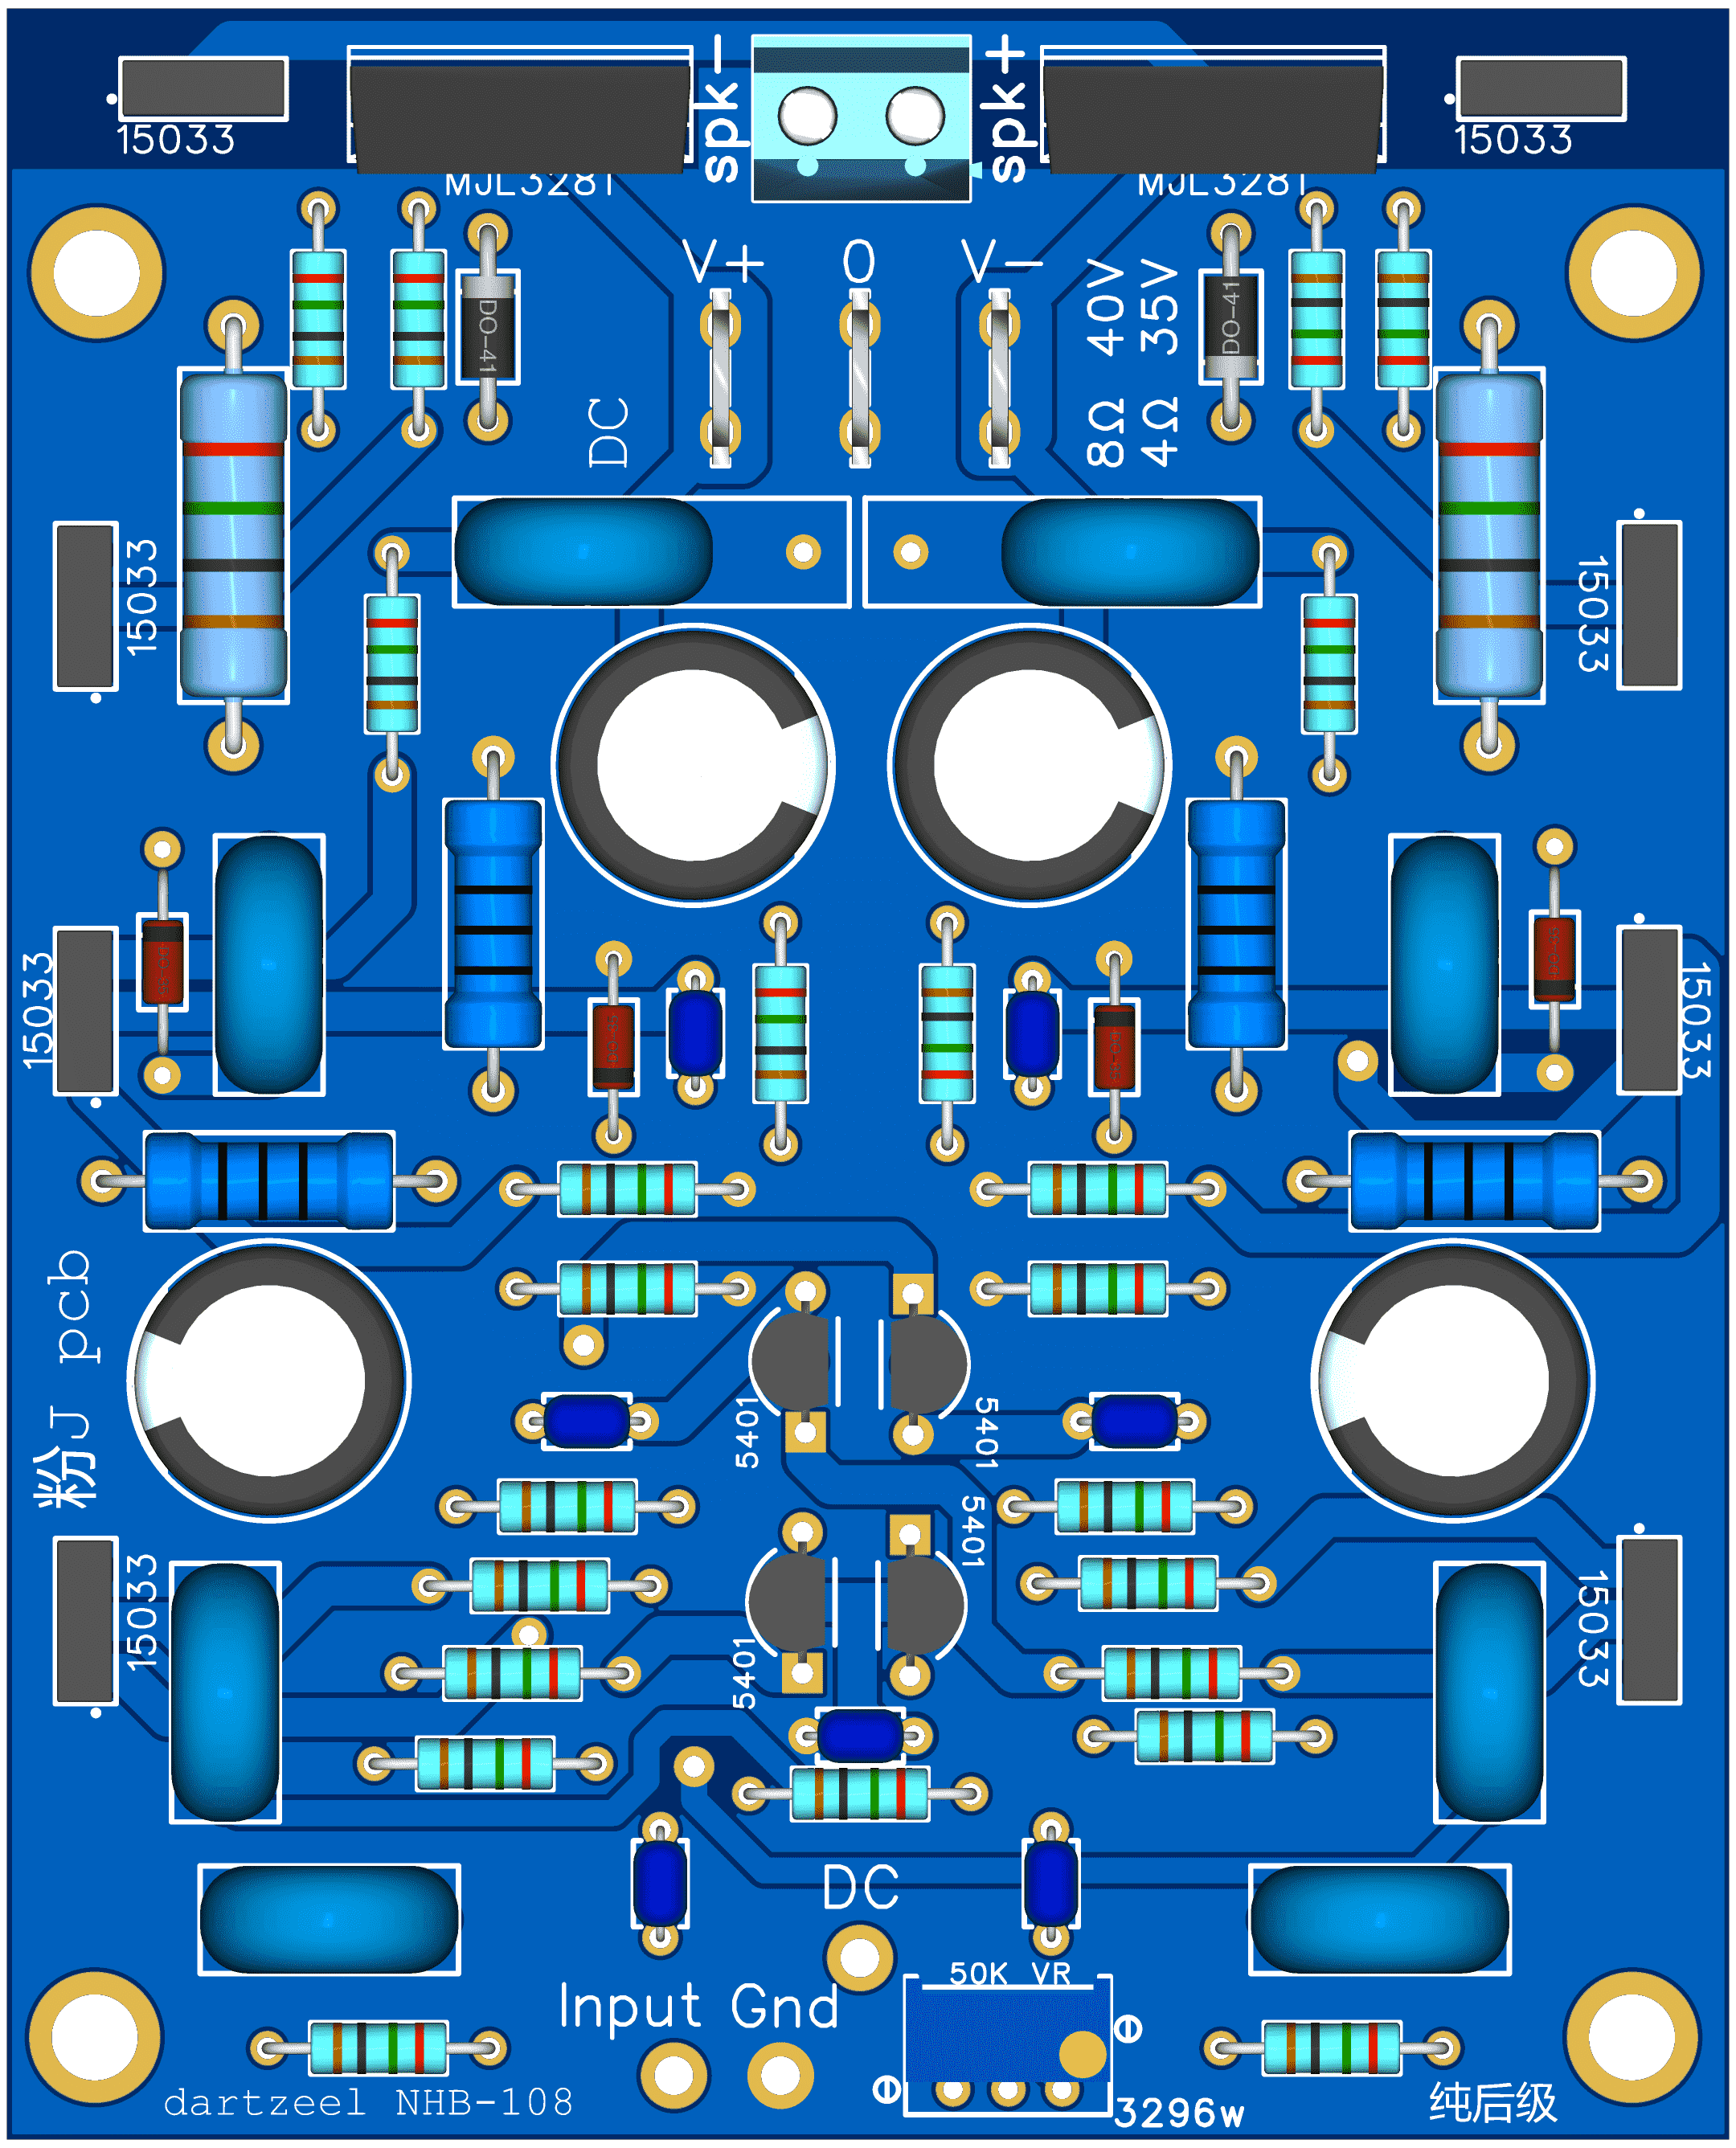 spk-
spk+
15033
15033
MJL3281
MJL3281
V+ 0 V-
8Ω 40V
4Ω 35V
DO-41
DO-41
DC
15033
15033
15033
15033
粉J pcb
5401
5401
5401
5401
15033
15033
DC
50K VR
Input Gnd
3296w
dartzeel NHB-108
纯后级